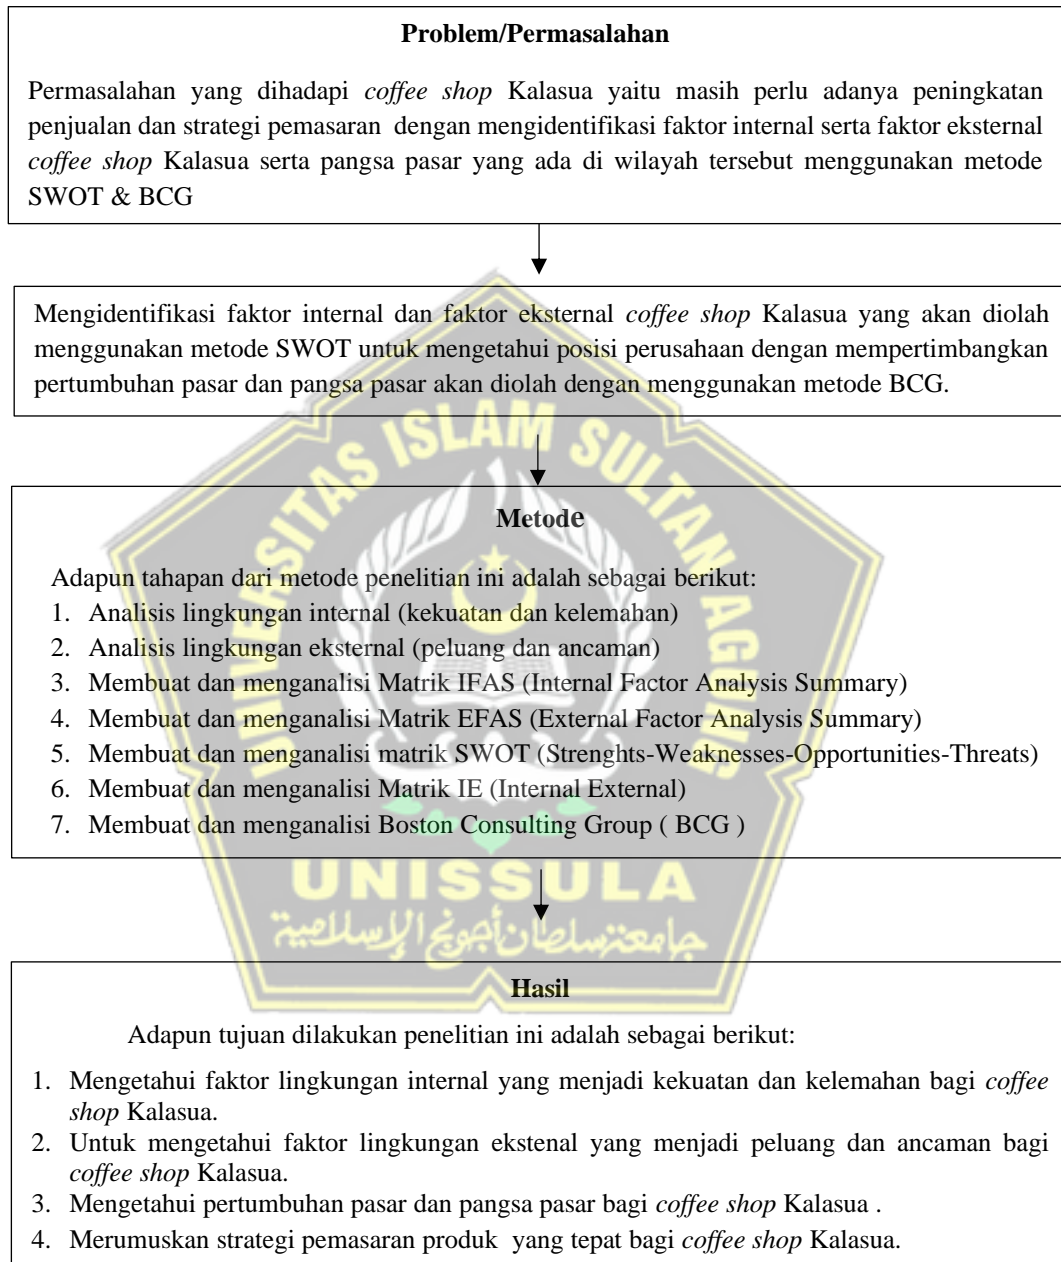 Problem/Permasalahan
Permasalahan yang dihadapi coffee shop Kalasua yaitu masih perlu adanya peningkatan
penjualan dan strategi pemasaran dengan mengidentifikasi faktor internal serta faktor eksternal
coffee shop Kalasua serta pangsa pasar yang ada di wilayah tersebut menggunakan metode
SWOT & BCG
Mengidentifikasi faktor internal dan faktor eksternal coffee shop Kalasua yang akan diolah
menggunakan metode SWOT untuk mengetahui posisi perusahaan dengan mempertimbangkan
pertumbuhan pasar dan pangsa pasar akan diolah dengan menggunakan metode BCG.
UNIVERSITAS ISLAM SULTAN AGUNG
Metode
Adapun tahapan dari metode penelitian ini adalah sebagai berikut:
1. Analisis lingkungan internal (kekuatan dan kelemahan)
2. Analisis lingkungan eksternal (peluang dan ancaman)
3. Membuat dan menganalisi Matrik IFAS (Internal Factor Analysis Summary)
4. Membuat dan menganalisi Matrik EFAS (External Factor Analysis Summary)
5. Membuat dan menganalisi matrik SWOT (Strenghts-Weaknesses-Opportunities-Threats)
6. Membuat dan menganalisi Matrik IE (Internal External)
7. Membuat dan menganalisi Boston Consulting Group ( BCG )
UNISSULA
جامعتسلطان أجونج الإسلامية
Hasil
Adapun tujuan dilakukan penelitian ini adalah sebagai berikut:
1. Mengetahui faktor lingkungan internal yang menjadi kekuatan dan kelemahan bagi coffee
shop Kalasua.
2. Untuk mengetahui faktor lingkungan ekstenal yang menjadi peluang dan ancaman bagi
coffee shop Kalasua.
3. Mengetahui pertumbuhan pasar dan pangsa pasar bagi coffee shop Kalasua .
4. Merumuskan strategi pemasaran produk yang tepat bagi coffee shop Kalasua.